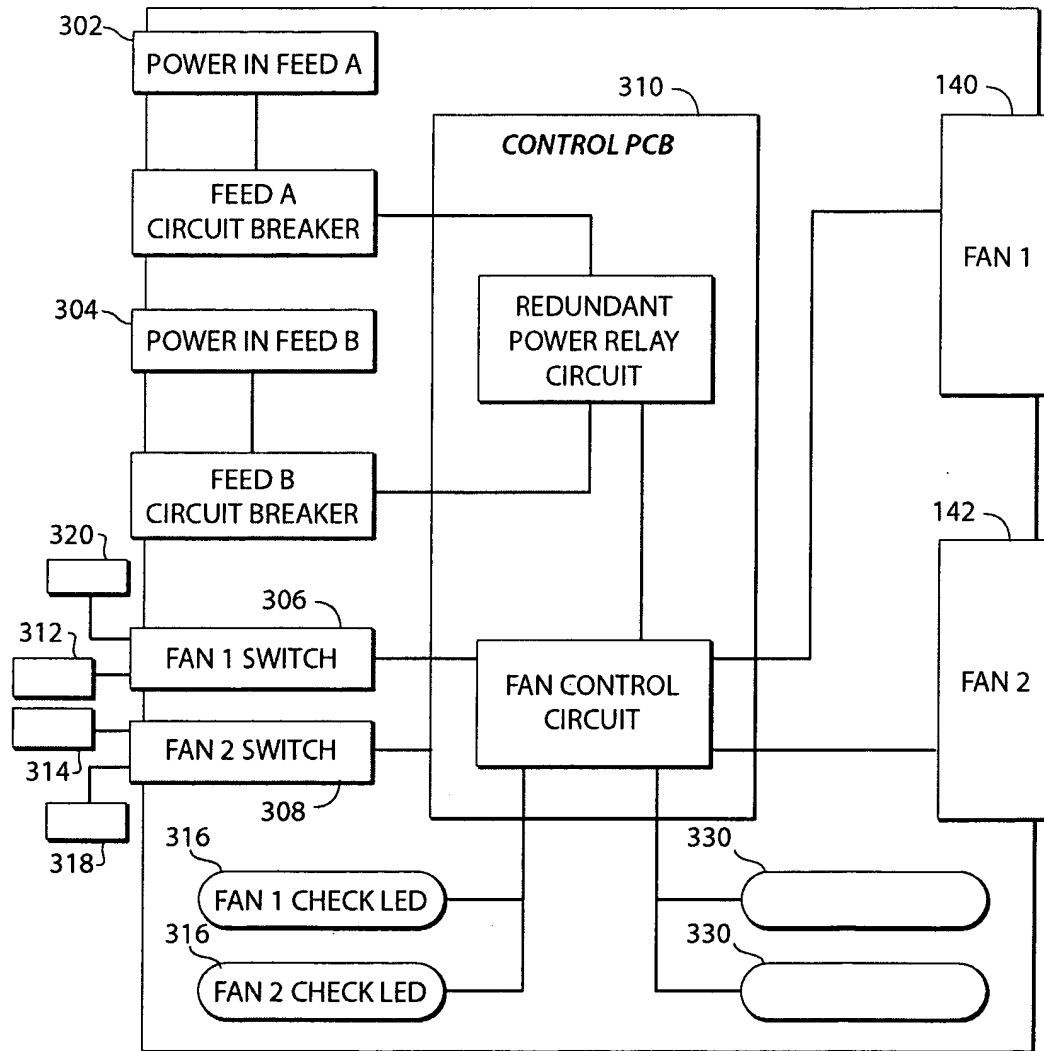 302
POWER IN FEED A
310
140
CONTROL PCB
FEED A
CIRCUIT BREAKER
FAN 1
304
POWER IN FEED B
REDUNDANT
POWER RELAY
CIRCUIT
FEED B
CIRCUIT BREAKER
142
320
306
312
FAN 1 SWITCH
FAN CONTROL
CIRCUIT
FAN 2
314
FAN 2 SWITCH
308
318
316
FAN 1 CHECK LED
330
316
FAN 2 CHECK LED
330